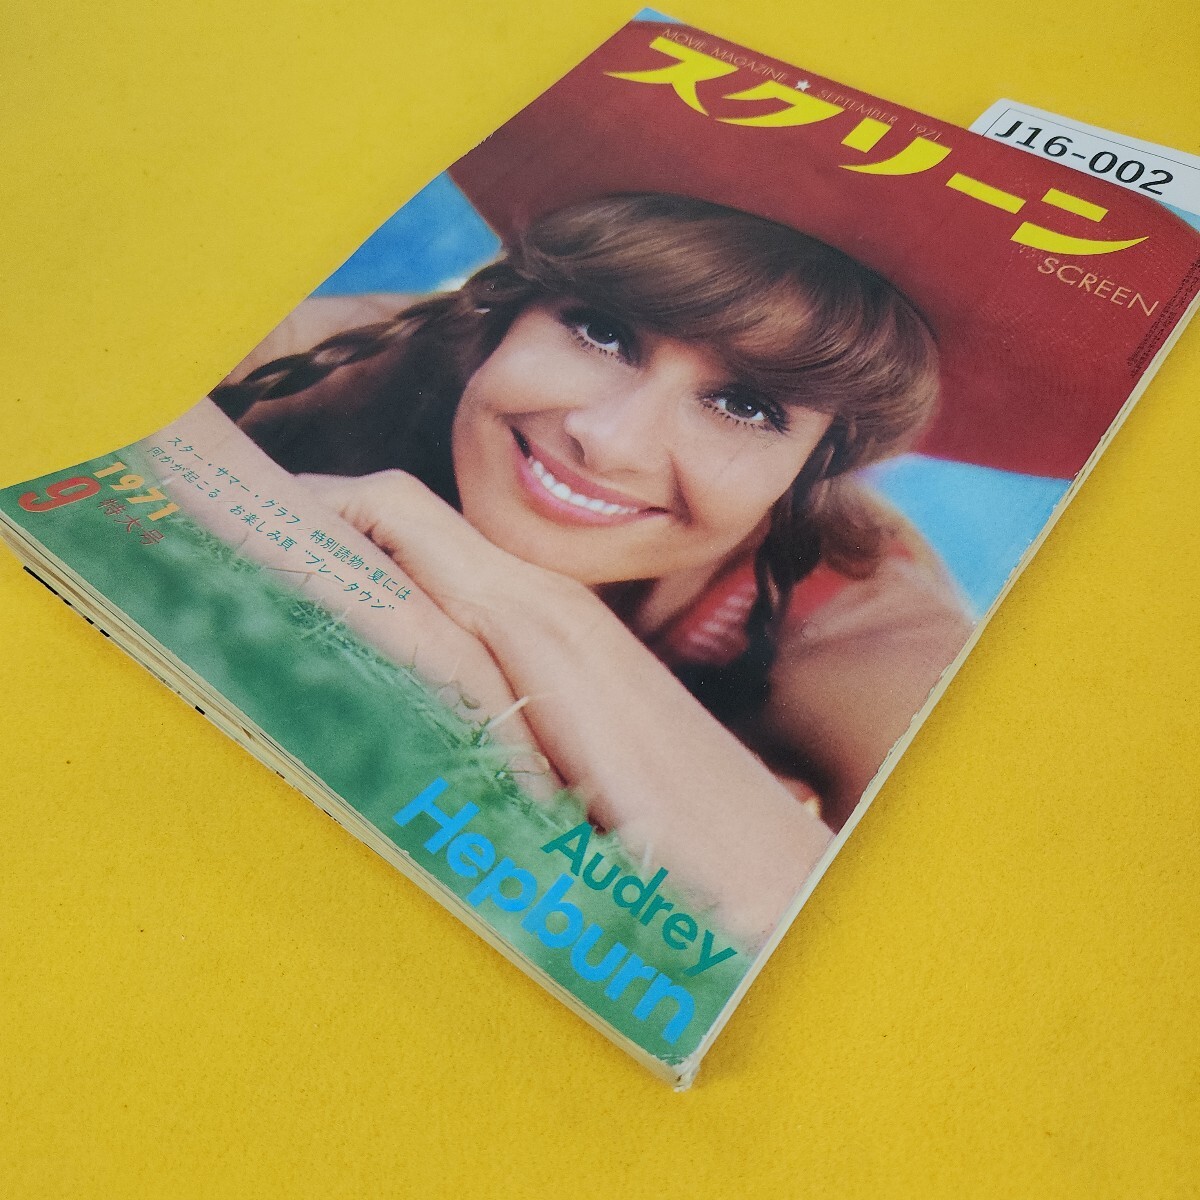 MOVIE MAGAZINE ★ SEPTEMBER 1971
スクリーン
SCREEN
J16-002
1971
9 特大号
スター・サマー・グラフ/特別読物・夏には
何かが起こる/お楽しみ頁 “プレータウン”
Audrey
Hepburn